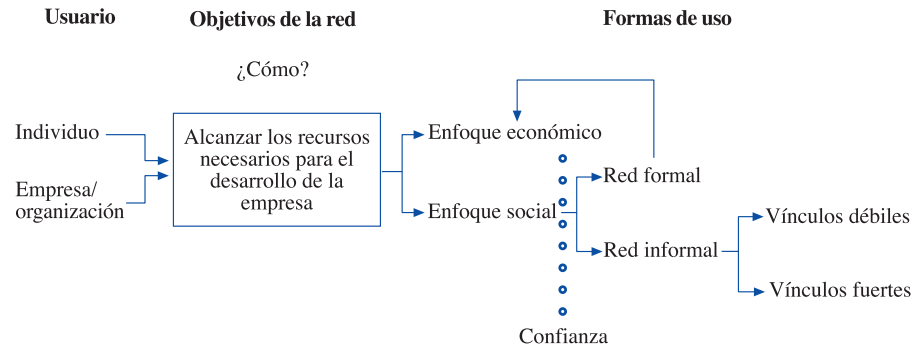 Usuario
Objetivos de la red
Formas de uso
¿Cómo?
Individuo
Empresa/
organización
Alcanzar los recursos
necesarios para el
desarrollo de la
empresa
Enfoque económico
Enfoque social
Red formal
Red informal
Vínculos débiles
Vínculos fuertes
Confianza